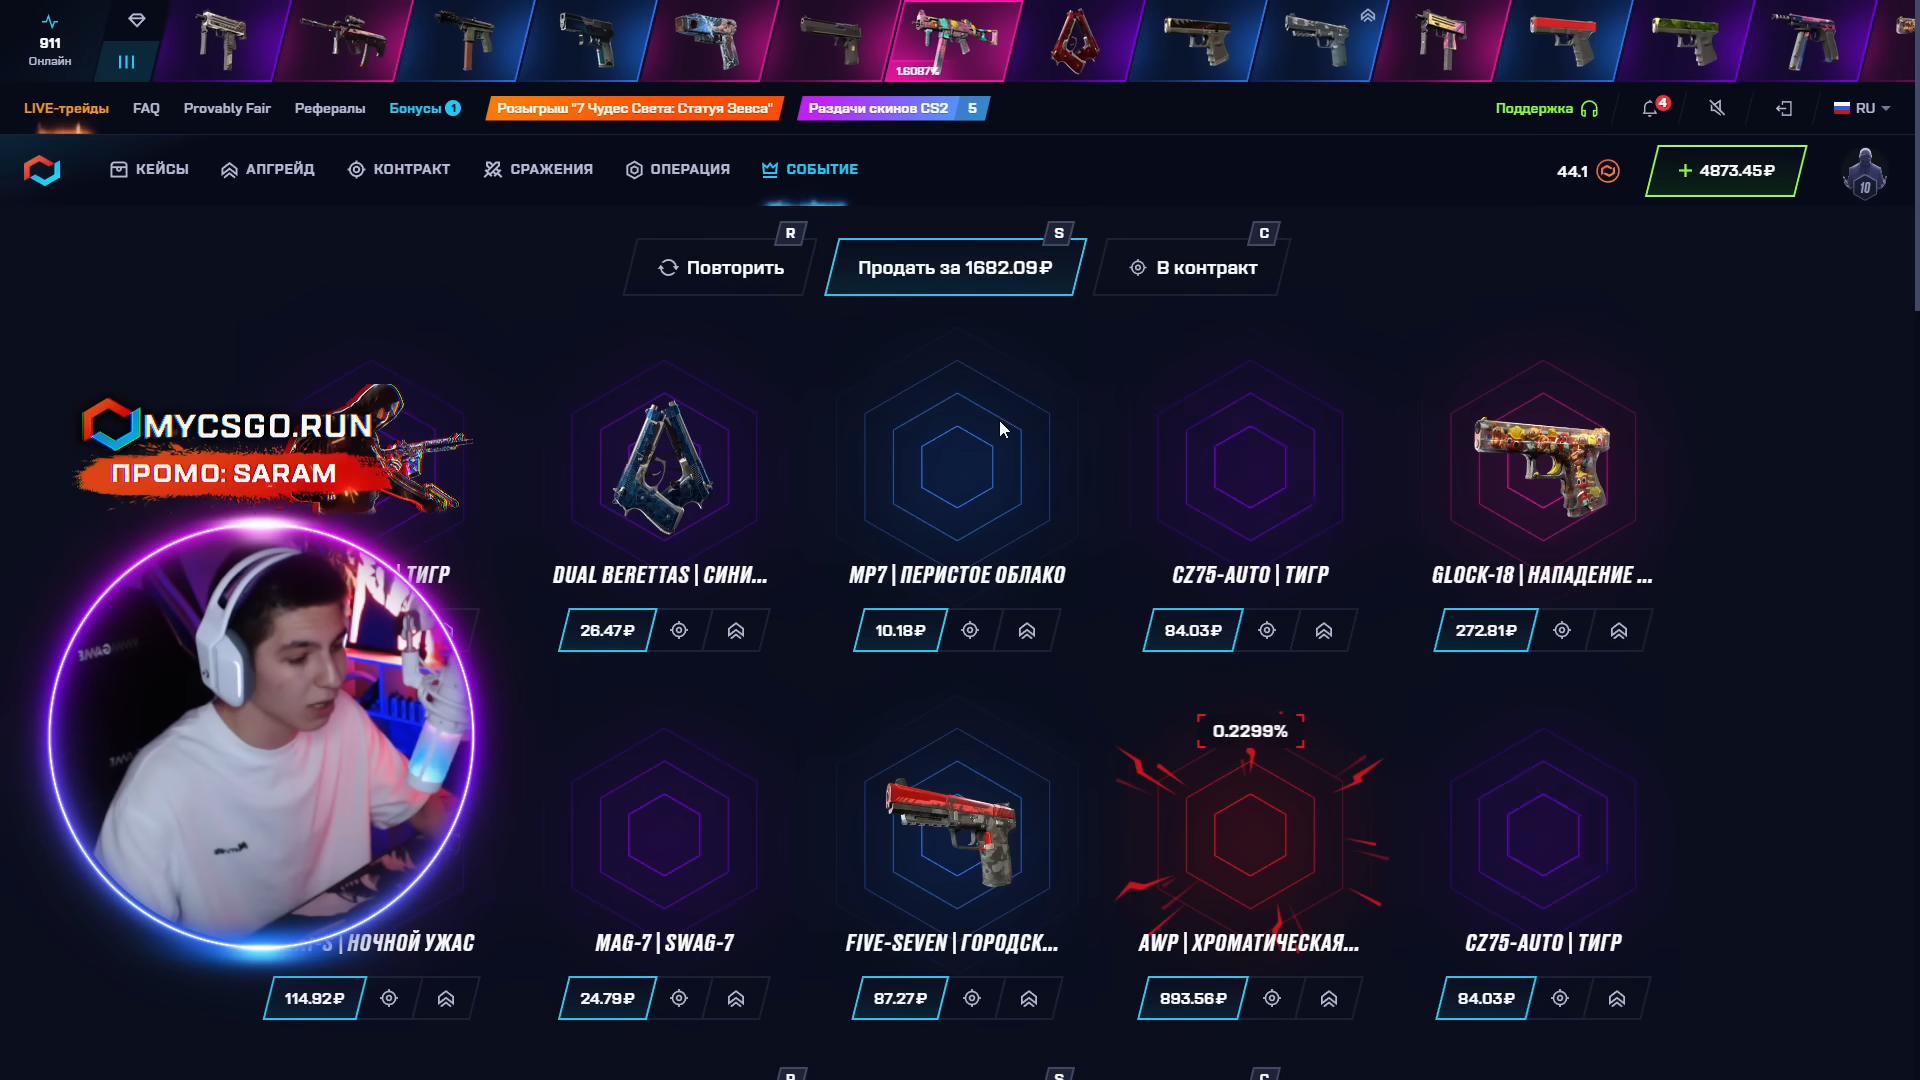 911
Онлайн
1.6087%
LIVE-трейды
FAQ
Provably Fair
Рефералы
Бонусы 1
Розыгрыш "7 Чудес Света: Статуя Зевса"
Раздачи скинов CS2 5
Поддержка
4
RU
КЕЙСЫ
АПГРЕЙД
КОНТРАКТ
СРАЖЕНИЯ
ОПЕРАЦИЯ
СОБЫТИЕ
44.1
+ 4873.45₽
10
R
S
C
Повторить
Продать за 1682.09₽
В контракт
MYCSGO.RUN
ПРОМО: SARAM
| ТИГР
DUAL BERETTAS | СИНИ...
MP7 | ПЕРИСТОЕ ОБЛАКО
CZ75-AUTO | ТИГР
GLOCK-18 | НАПАДЕНИЕ ...
26.47₽
10.18₽
84.03₽
272.81₽
0.2299%
-S | НОЧНОЙ УЖАС
MAG-7 | SWAG-7
FIVE-SEVEN | ГОРОДСК...
AWP | ХРОМАТИЧЕСКАЯ...
CZ75-AUTO | ТИГР
114.92₽
24.79₽
87.27₽
893.56₽
84.03₽
R
S
C